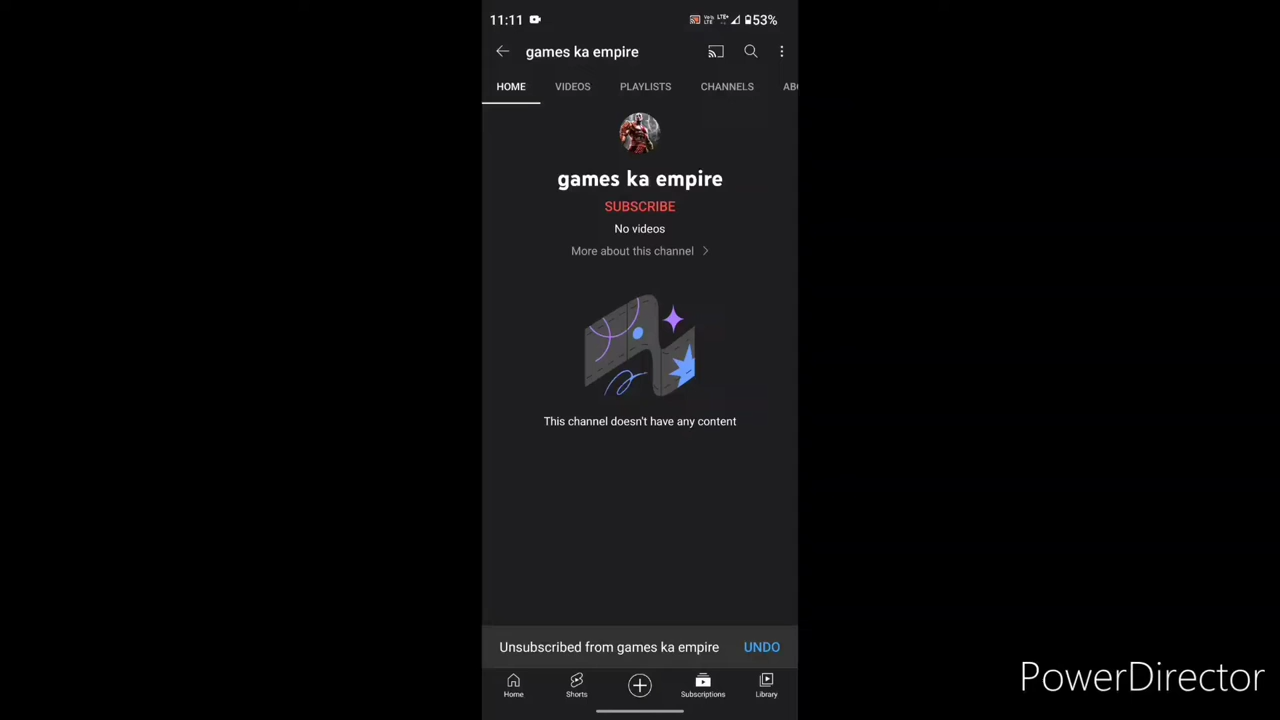 11:11 53%
games ka empire
HOME VIDEOS PLAYLISTS CHANNELS
games ka empire
SUBSCRIBE
No videos
More about this channel
This channel doesn't have any content
Unsubscribed from games ka empire UNDO
Home Shorts Subscriptions Library
PowerDirector